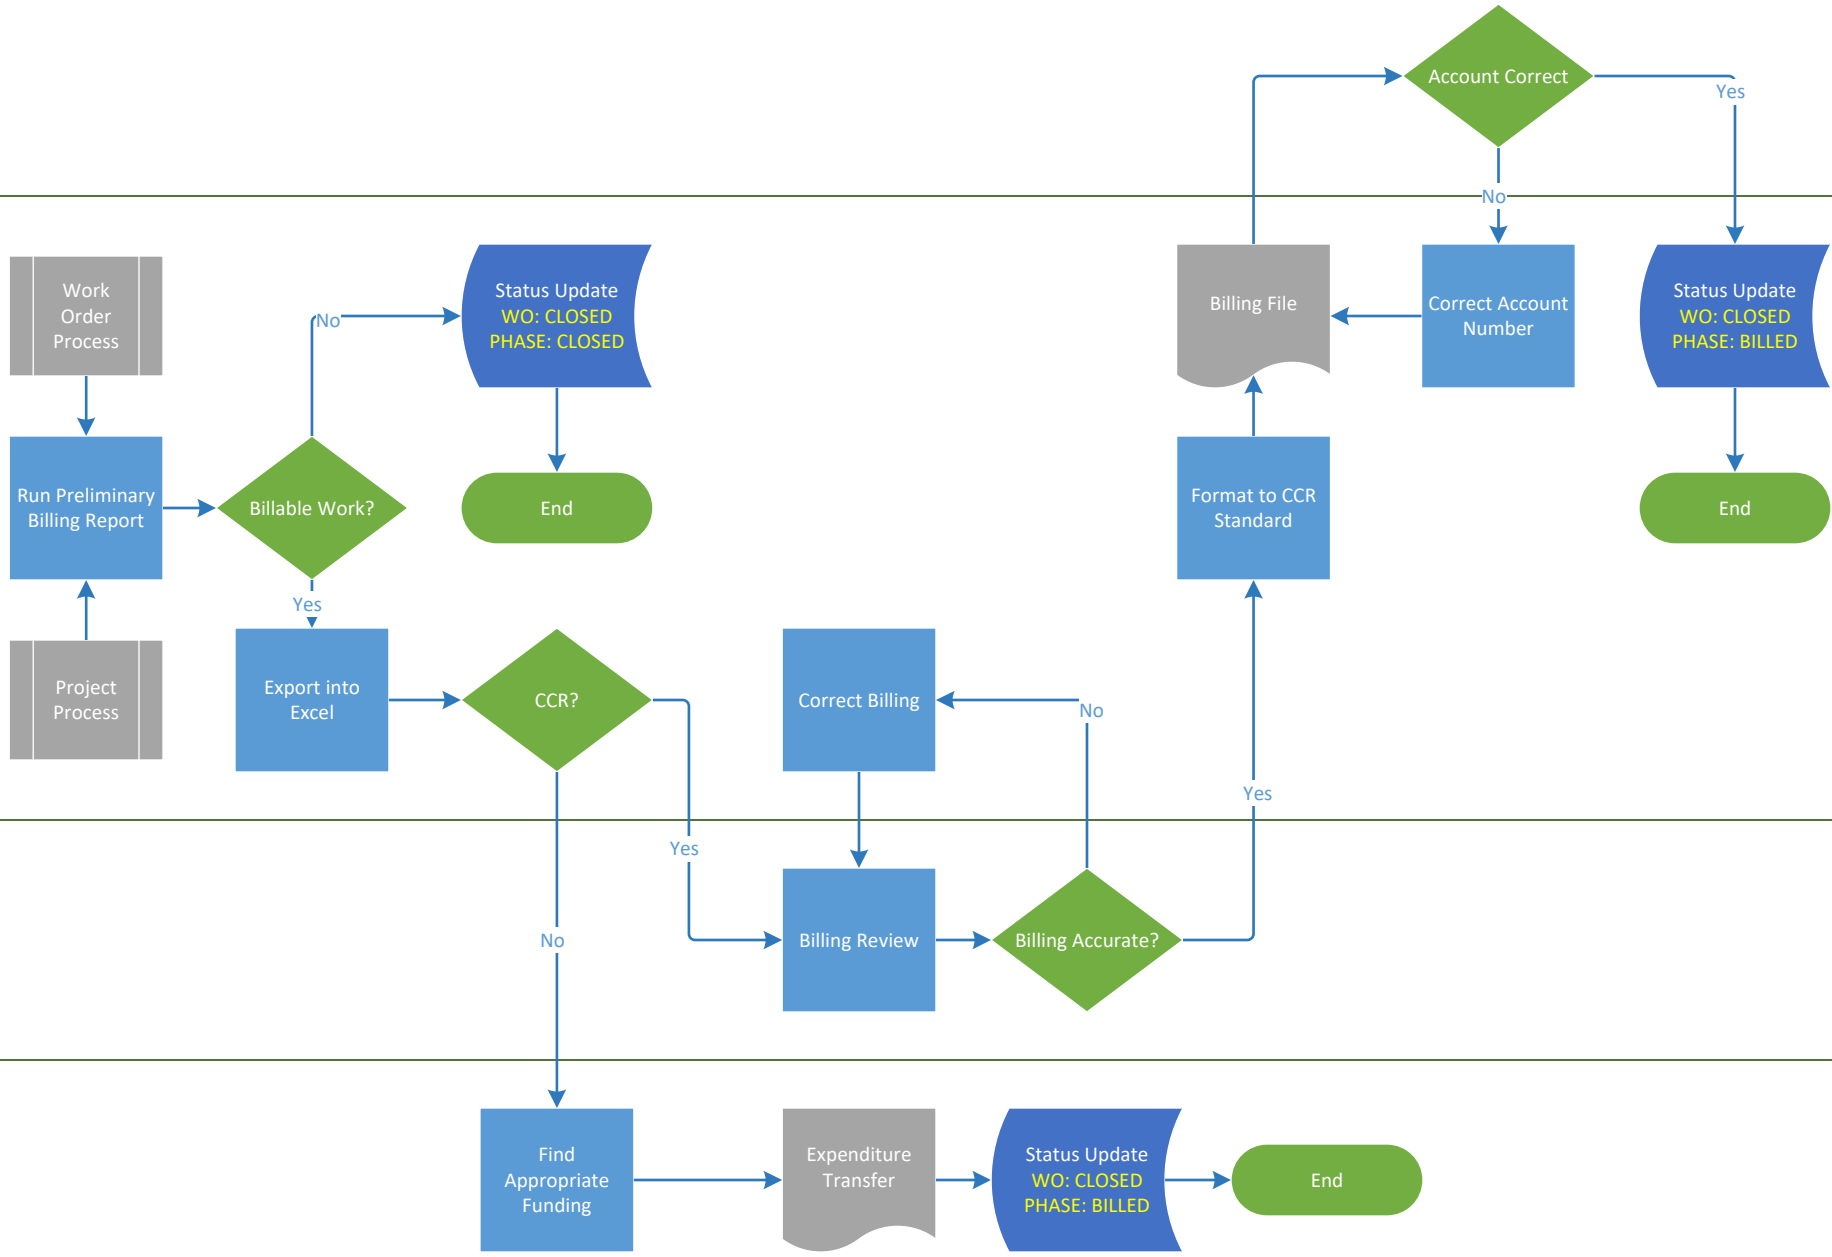 Account Correct
Yes
No
Work
Order
Process
Status Update
WO: CLOSED
PHASE: CLOSED
No
Billing File
Correct Account
Number
Status Update
WO: CLOSED
PHASE: BILLED
Run Preliminary
Billing Report
Billable Work?
End
Format to CCR
Standard
End
Yes
Project
Process
Export into
Excel
CCR?
Correct Billing
No
Yes
Yes
No
Billing Review
Billing Accurate?
Find
Appropriate
Funding
Expenditure
Transfer
Status Update
WO: CLOSED
PHASE: BILLED
End